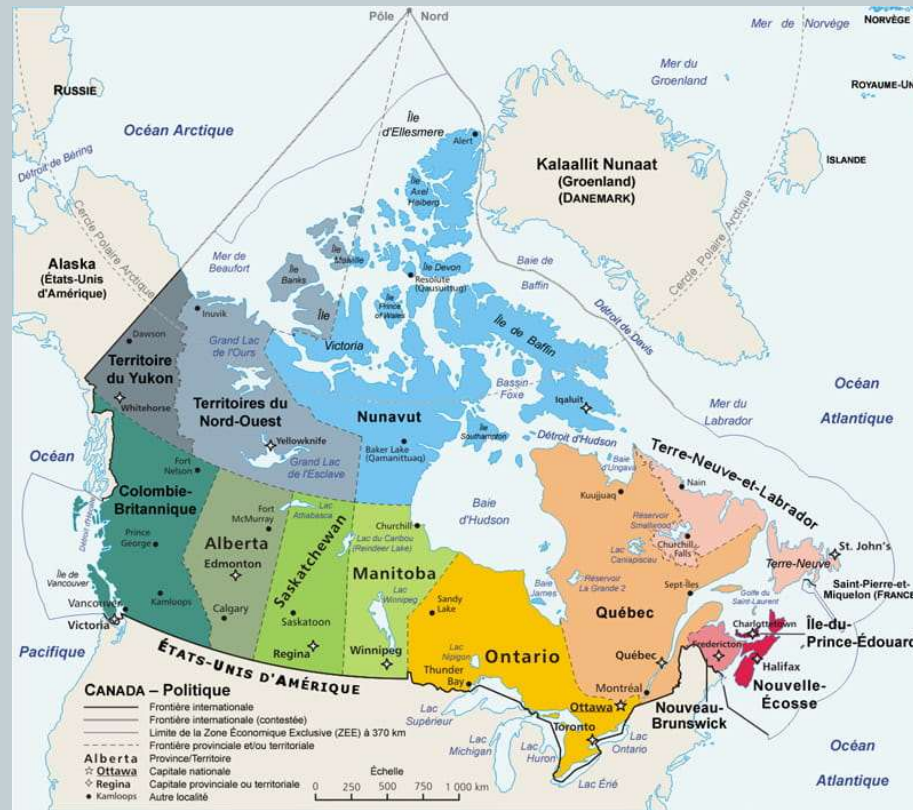 Pôle Nord
Mer de Norvège
NORVÈGE
Mer du
Groenland
ROYAUME-UN
RUSSIE
Océan Arctique
Île
d'Ellesmere
Alert
Détroit de Béring
Kalaallit Nunaat
(Groenland)
(DANEMARK)
ISLANDE
Île
Axel
Heiberg
Cercle Polaire Arctique
Cercle Polaire Arctique
Alaska
(États-Unis
d'Amérique)
Mer de
Beaufort
Île
Banks
Île
Melville
Île Devon
Resolute
(Qausuittuq)
Baie de
Baffin
Île
Prince
of Wales
Île
Victoria
Île de Baffin
Détroit de Davis
Inuvik
Dawson
Grand Lac
de l'Ours
Territoire
du Yukon
Whitehorse
Territoires du
Nord-Ouest
Yellowknife
Grand Lac
de l'Esclave
Nunavut
Baker Lake
(Qamanittuaq)
Bassin
Foxe
Iqaluit
Île
Southampton
Détroit d'Hudson
Mer du
Labrador
Océan
Atlantique
Océan
Pacifique
Fort
Nelson
Colombie-
Britannique
Prince
George
Kamloops
Île de
Vancouver
Vancouver
Victoria
Fort
McMurray
Alberta
Edmonton
Calgary
Lac
Athabasca
Saskatchewan
Saskatoon
Regina
Churchill
Lac du Caribou
(Reindeer Lake)
Manitoba
Lac
Winnipeg
Winnipeg
Baie
d'Hudson
Baie
James
Sandy
Lake
Ontario
Lac
Nipigon
Thunder
Bay
Baie
d'Ungava
Kuujjuaq
Nain
Terre-Neuve-et-Labrador
Réservoir
Smallwood
Churchill
Falls
Lac
Caniapiscau
Réservoir
La Grande 2
Sept-Îles
Québec
Québec
Montréal
Ottawa
Toronto
Terre-Neuve
St. John's
Saint-Pierre-et-
Miquelon (FRANCE)
Golfe du
Saint-Laurent
Charlottetown
Île-du-
Prince-Édouard
Fredericton
Halifax
Nouvelle-
Écosse
Nouveau-
Brunswick
ÉTATS-UNIS D'AMÉRIQUE
Lac
Supérieur
Lac
Michigan
Lac
Huron
Lac
Ontario
Lac Érié
Océan
Atlantique
CANADA – Politique
Frontière internationale
Frontière internationale (contestée)
Limite de la Zone Économique Exclusive (ZEE) à 370 km
Frontière provinciale et/ou territoriale
Alberta Province/Territoire
Ottawa Capitale nationale
Regina Capitale provinciale ou territoriale
Kamloops Autre localité
Échelle
0 500 1 000 km